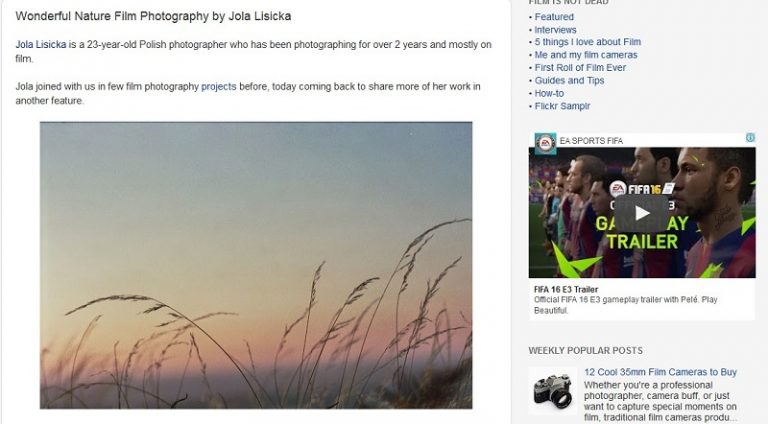 Wonderful Nature Film Photography by Jola Lisicka
Jola Lisicka is a 23-year-old Polish photographer who has been photographing for over 2 years and mostly on
film.
Jola joined with us in few film photography projects before, today coming back to share more of her work in
another feature.
FILM IS NOT DEAD
• Featured
• Interviews
• 5 things I love about Film
• Me and my film cameras
• First Roll of Film Ever
• Guides and Tips
• How-to
• Flickr Samplr
EA SPORTS FIFA
EA SPORTS
FIFA 16
OFFICIAL E3
GAMEPLAY
TRAILER
FIFA 16 E3 Trailer
Official FIFA 16 E3 gameplay trailer with Pelé. Play
Beautiful.
WEEKLY POPULAR POSTS
12 Cool 35mm Film Cameras to Buy
Whether you're a professional
photographer, camera buff, or just
want to capture special moments on
film, traditional film cameras produ...